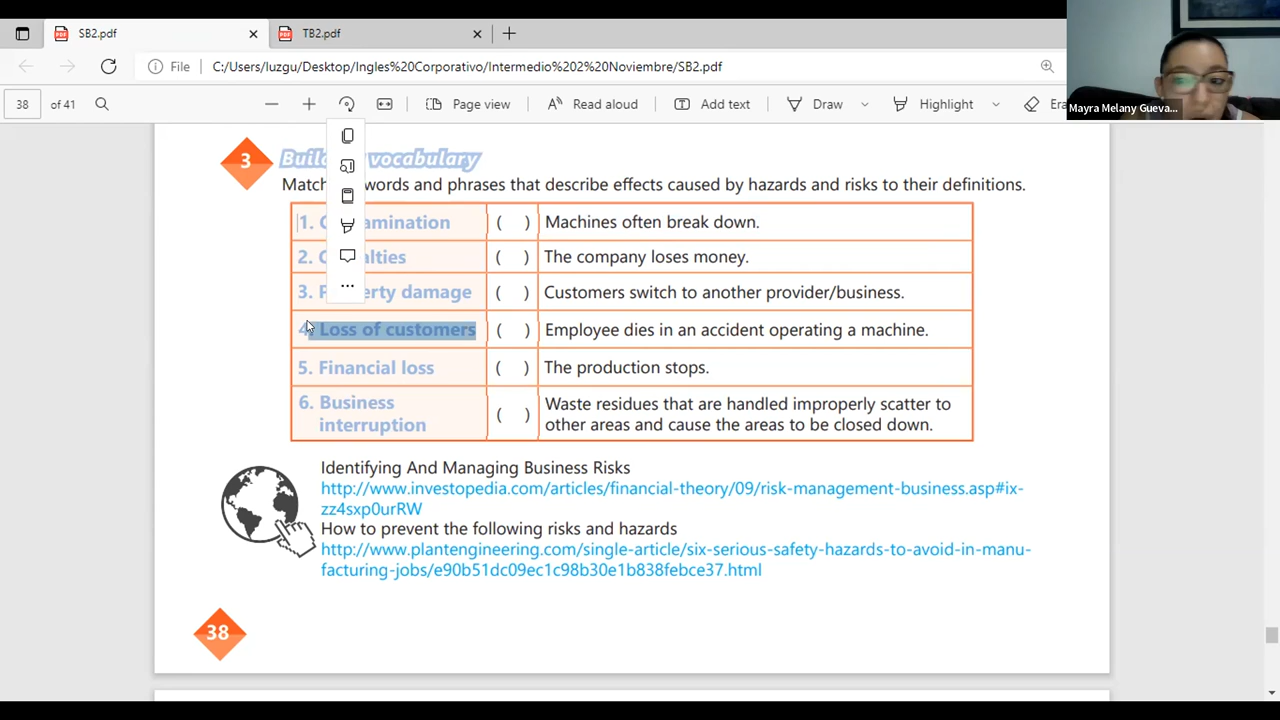 SB2.pdf
TB2.pdf
File C:/Users/luzgu/Desktop/Ingles%20Corporativo/Intermedio%202%20Noviembre/SB2.pdf
38 of 41 Page view Read aloud Add text Draw Highlight
Mayra Melany Gueva...
3 vocabulary
Match words and phrases that describe effects caused by hazards and risks to their definitions.
1. ( ) Machines often break down.
2. ( ) The company loses money.
3. damage ( ) Customers switch to another provider/business.
4. Loss of customers ( ) Employee dies in an accident operating a machine.
5. Financial loss ( ) The production stops.
6. Business interruption ( ) Waste residues that are handled improperly scatter to
other areas and cause the areas to be closed down.
Identifying And Managing Business Risks
http://www.investopedia.com/articles/financial-theory/09/risk-management-business.asp#ix-
zz4sxp0urRW
How to prevent the following risks and hazards
http://www.plantengineering.com/single-article/six-serious-safety-hazards-to-avoid-in-manu-
facturing-jobs/e90b51dc09ec1c98b30e1b838febce37.html
38